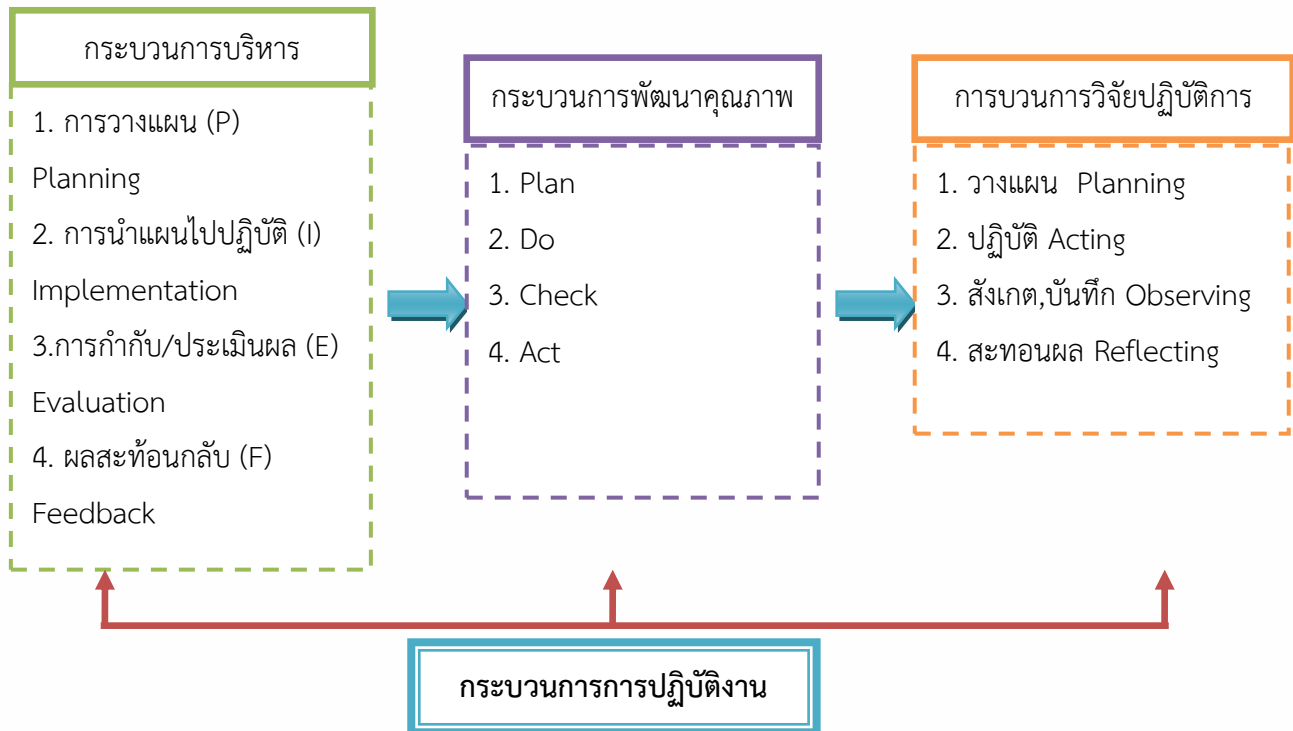 กระบวนการบริหาร
1. การวางแผน (P)
Planning
2. การนำแผนไปปฏิบัติ (I)
Implementation
3.การกำกับ/ประเมินผล (E)
Evaluation
4. ผลสะท้อนกลับ (F)
Feedback
กระบวนการพัฒนาคุณภาพ
1. Plan
2. Do
3. Check
4. Act
การบวนการวิจัยปฏิบัติการ
1. วางแผน Planning
2. ปฏิบัติ Acting
3. สังเกต,บันทึก Observing
4. สะทอนผล Reflecting
กระบวนการการปฏิบัติงาน